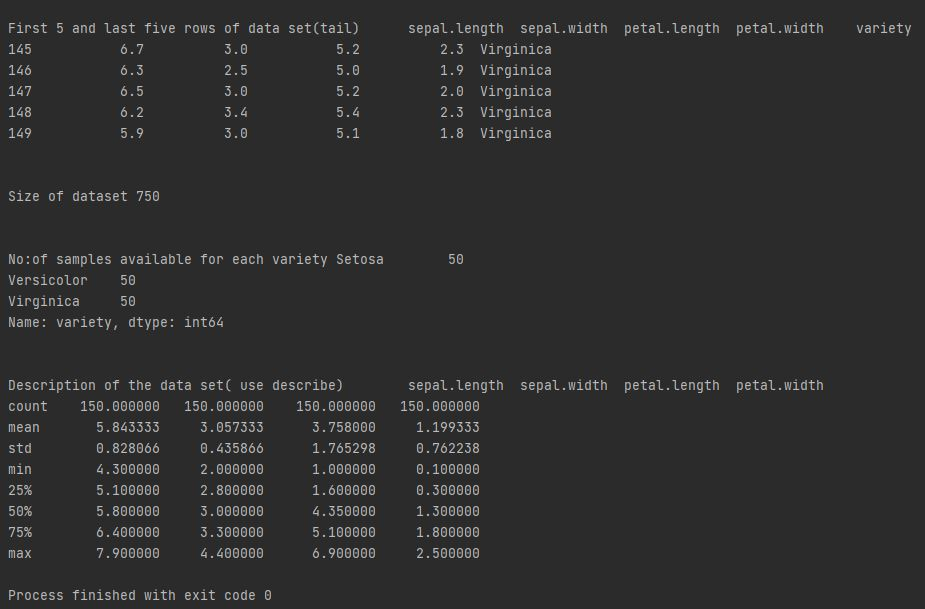 First 5 and last five rows of data set(tail)      sepal.length  sepal.width  petal.length  petal.width    variety
145           6.7          3.0           5.2          2.3  Virginica
146           6.3          2.5           5.0          1.9  Virginica
147           6.5          3.0           5.2          2.0  Virginica
148           6.2          3.4           5.4          2.3  Virginica
149           5.9          3.0           5.1          1.8  Virginica
Size of dataset 750
No:of samples available for each variety Setosa        50
Versicolor    50
Virginica     50
Name: variety, dtype: int64
Description of the data set( use describe)        sepal.length  sepal.width  petal.length  petal.width
count    150.000000   150.000000    150.000000   150.000000
mean       5.843333     3.057333      3.758000     1.199333
std        0.828066     0.435866      1.765298     0.762238
min        4.300000     2.000000      1.000000     0.100000
25%        5.100000     2.800000      1.600000     0.300000
50%        5.800000     3.000000      4.350000     1.300000
75%        6.400000     3.300000      5.100000     1.800000
max        7.900000     4.400000      6.900000     2.500000
Process finished with exit code 0